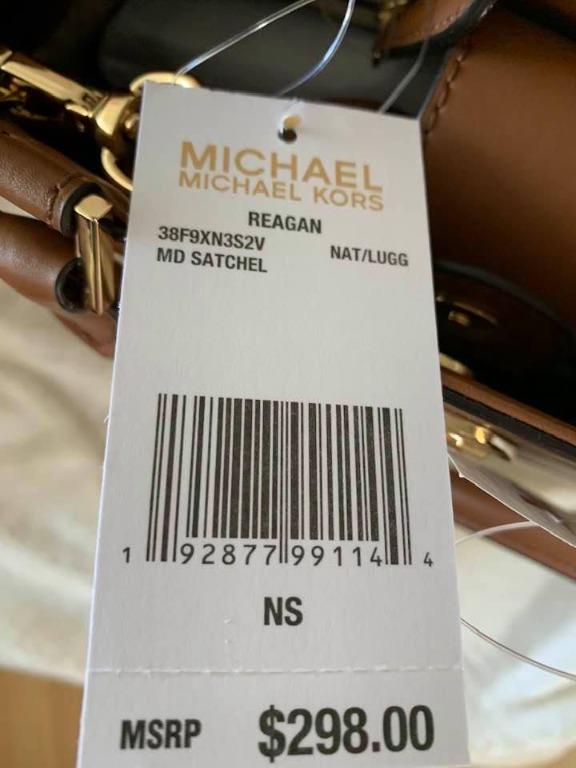 MICHAEL
MICHAEL KORS
REAGAN
38F9XN3S2V
MD SATCHEL
NAT/LUGG
1 92877 99114 4
NS
MSRP $298.00